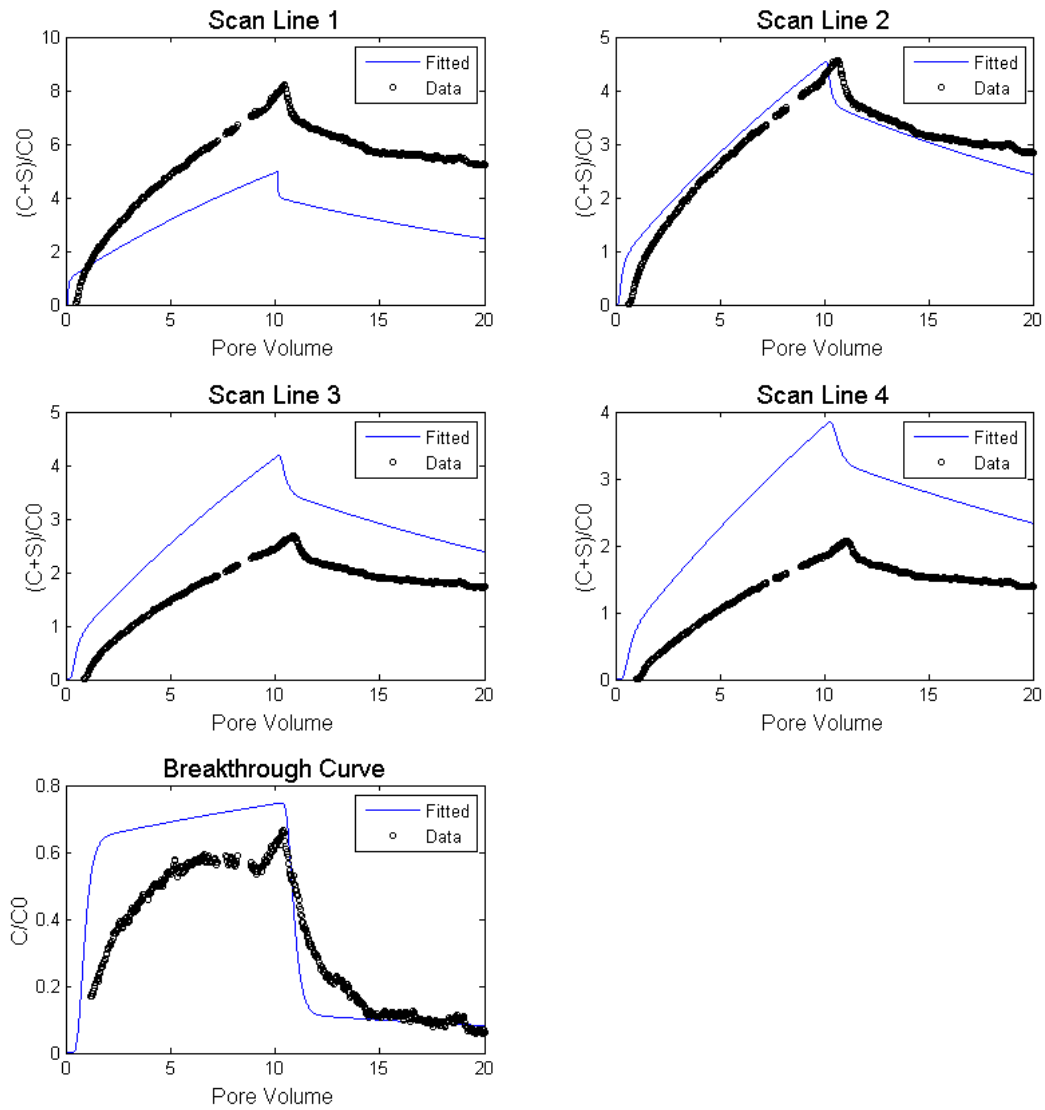 Scan Line 1
10
8
6
4
2
0
(C+S)/C0
Fitted
Data
0 5 10 15 20
Pore Volume
Scan Line 2
5
4
3
2
1
0
(C+S)/C0
Fitted
Data
0 5 10 15 20
Pore Volume
Scan Line 3
5
4
3
2
1
0
(C+S)/C0
Fitted
Data
0 5 10 15 20
Pore Volume
Scan Line 4
4
3
2
1
0
(C+S)/C0
Fitted
Data
0 5 10 15 20
Pore Volume
Breakthrough Curve
0.8
0.6
0.4
0.2
0
C/C0
Fitted
Data
0 5 10 15 20
Pore Volume